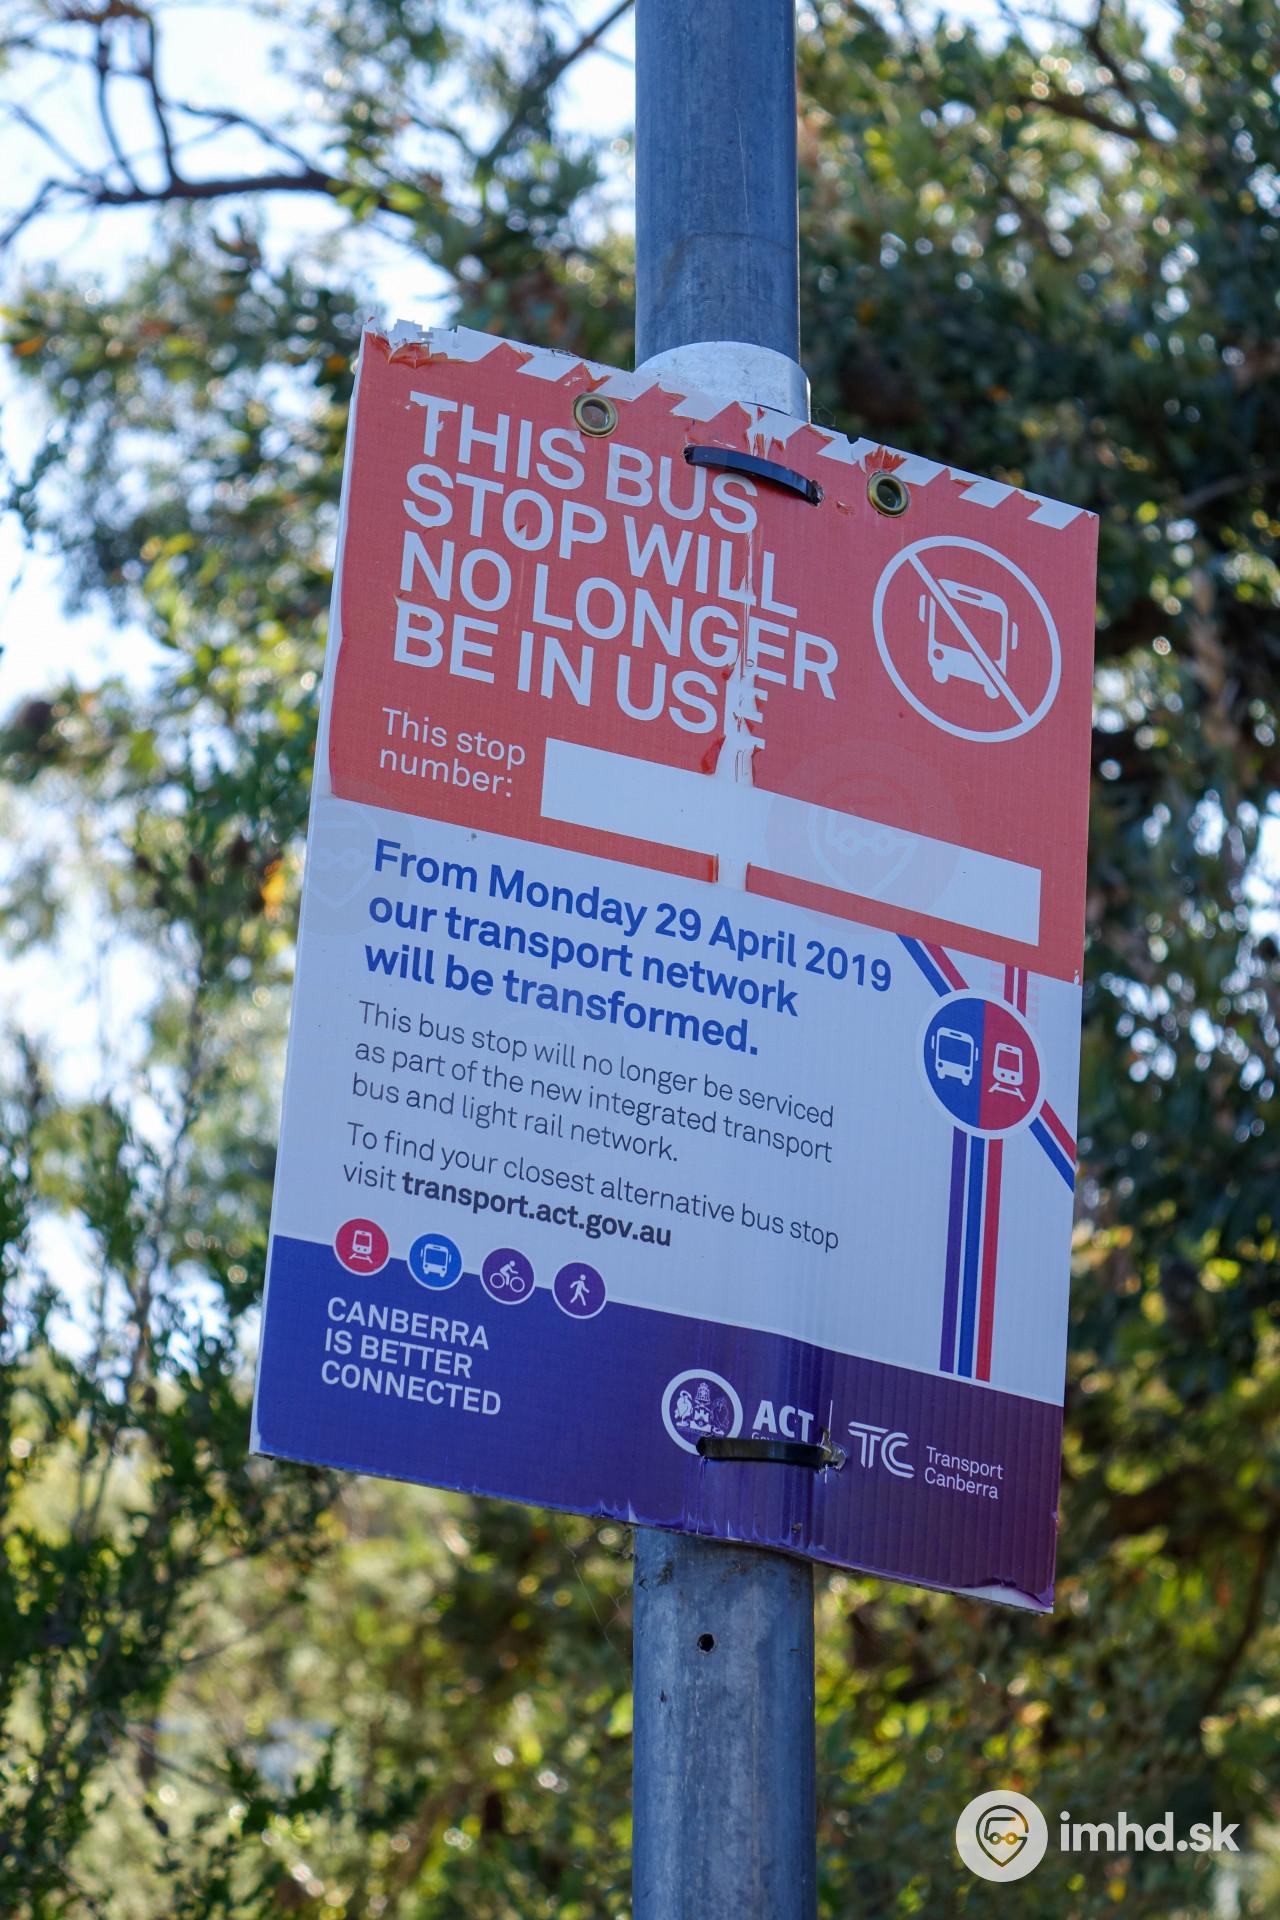 THIS BUS
STOP WILL
NO LONGER
BE IN USE
This stop
number:
From Monday 29 April 2019
our transport network
will be transformed.
This bus stop will no longer be serviced
as part of the new integrated transport
bus and light rail network.
To find your closest alternative bus stop
visit transport.act.gov.au
CANBERRA
IS BETTER
CONNECTED
ACT
TC Transport
Canberra
imhd.sk